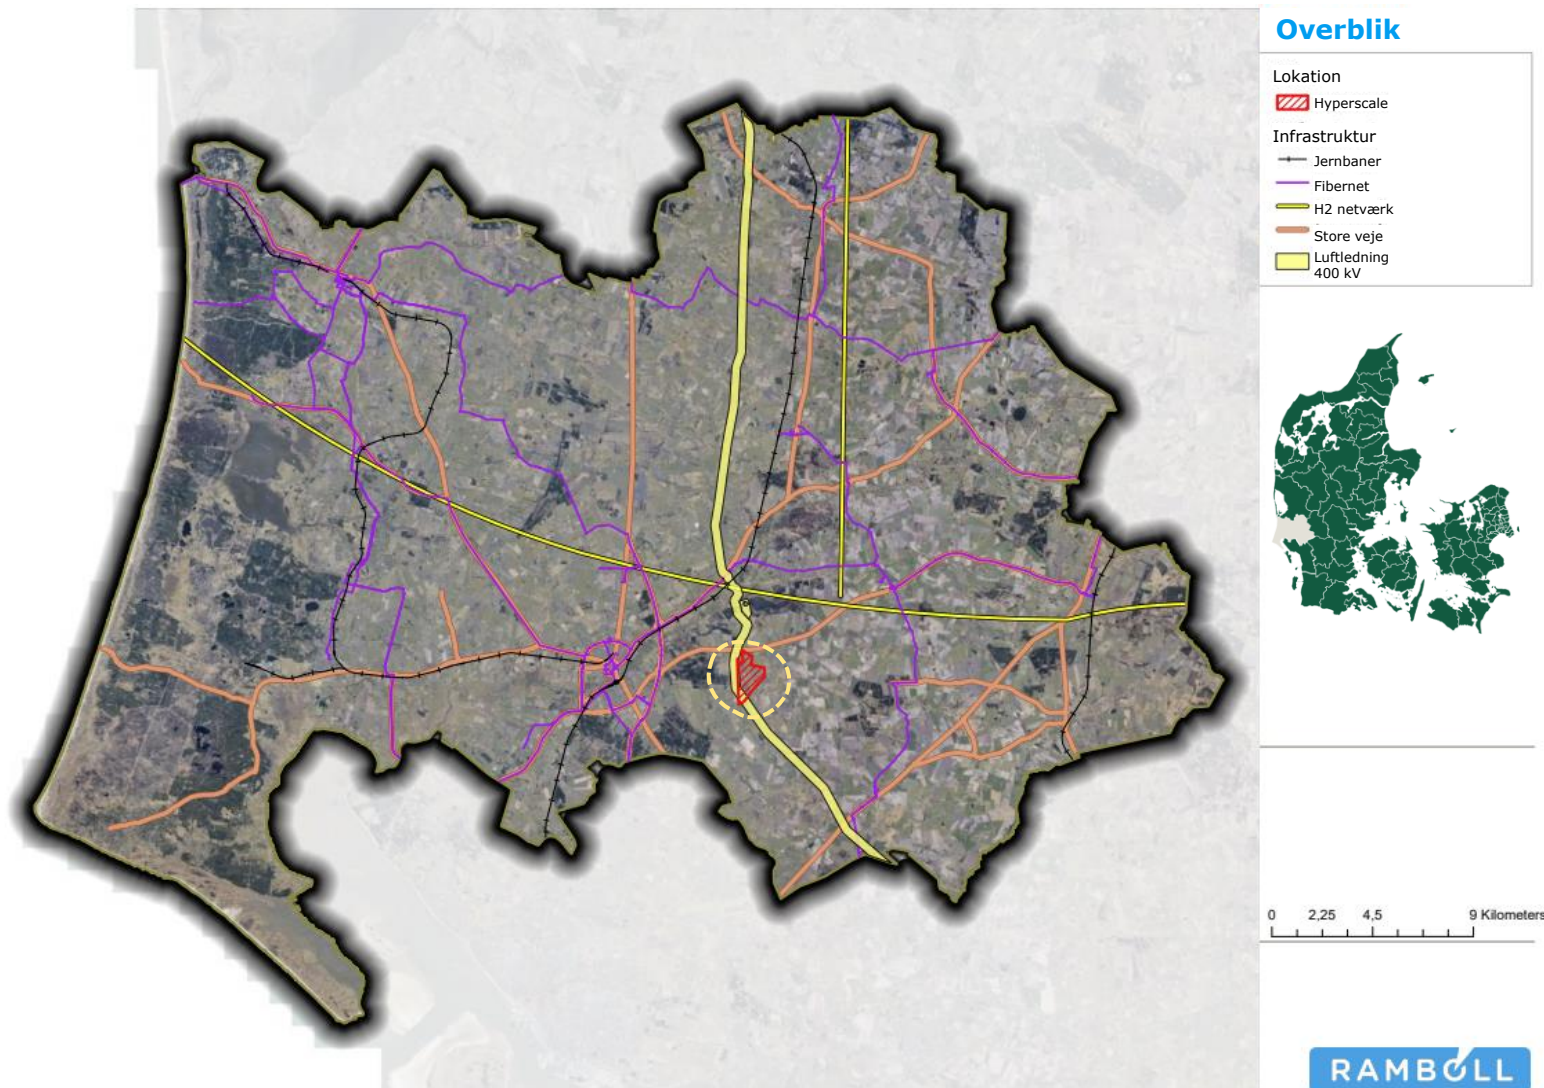 Overblik
Lokation
Hyperscale
Infrastruktur
Jernbaner
Fibernet
H2 netværk
Store veje
Luftledning
400 kV
0 2,25 4,5 9 Kilometers
RAMBOLL